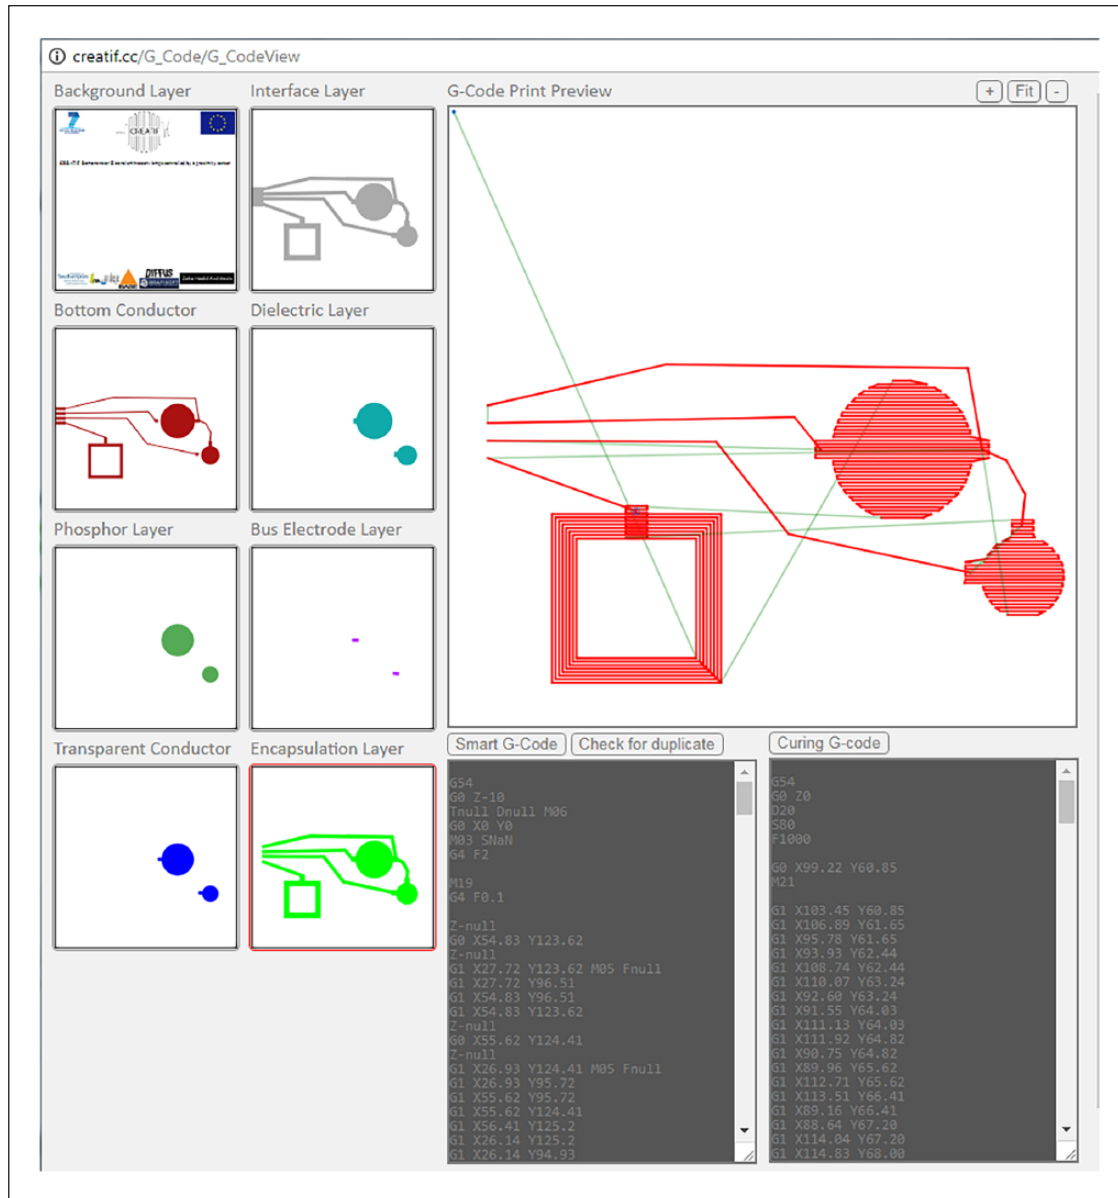 creatif.cc/G_Code/G_CodeView
Background Layer
Interface Layer
G-Code Print Preview
+
Fit
-
CREATIF
Bottom Conductor
Dielectric Layer
DIFFUS
Phosphor Layer
Bus Electrode Layer
Transparent Conductor
Encapsulation Layer
Smart G-Code
Check for duplicate
Curing G-code
G54
G0 Z-10
Tnull Dnull M06
G0 X0 Y0
M03 SNaN
G4 F2
M19
G4 F0.1
Z-null
G0 X54.83 Y123.62
Z-null
G1 X27.72 Y123.62 M05 Fnull
G1 X27.72 Y96.51
G1 X54.83 Y96.51
G1 X54.83 Y123.62
Z-null
G0 X55.62 Y124.41
Z-null
G1 X26.93 Y124.41 M05 Fnull
G1 X26.93 Y95.72
G1 X55.62 Y95.72
G1 X55.62 Y124.41
G1 X56.41 Y125.2
G1 X26.14 Y125.2
G1 X26.14 Y94.93
G54
G0 Z0
D20
S80
F1000
G0 X99.22 Y60.85
M21
G1 X103.45 Y60.85
G1 X106.89 Y61.65
G1 X95.78 Y61.65
G1 X93.93 Y62.44
G1 X108.74 Y62.44
G1 X110.07 Y63.24
G1 X92.60 Y63.24
G1 X91.55 Y64.03
G1 X111.13 Y64.03
G1 X111.92 Y64.82
G1 X90.75 Y64.82
G1 X89.96 Y65.62
G1 X112.71 Y65.62
G1 X113.51 Y66.41
G1 X89.16 Y66.41
G1 X88.64 Y67.20
G1 X114.04 Y67.20
G1 X114.83 Y68.00